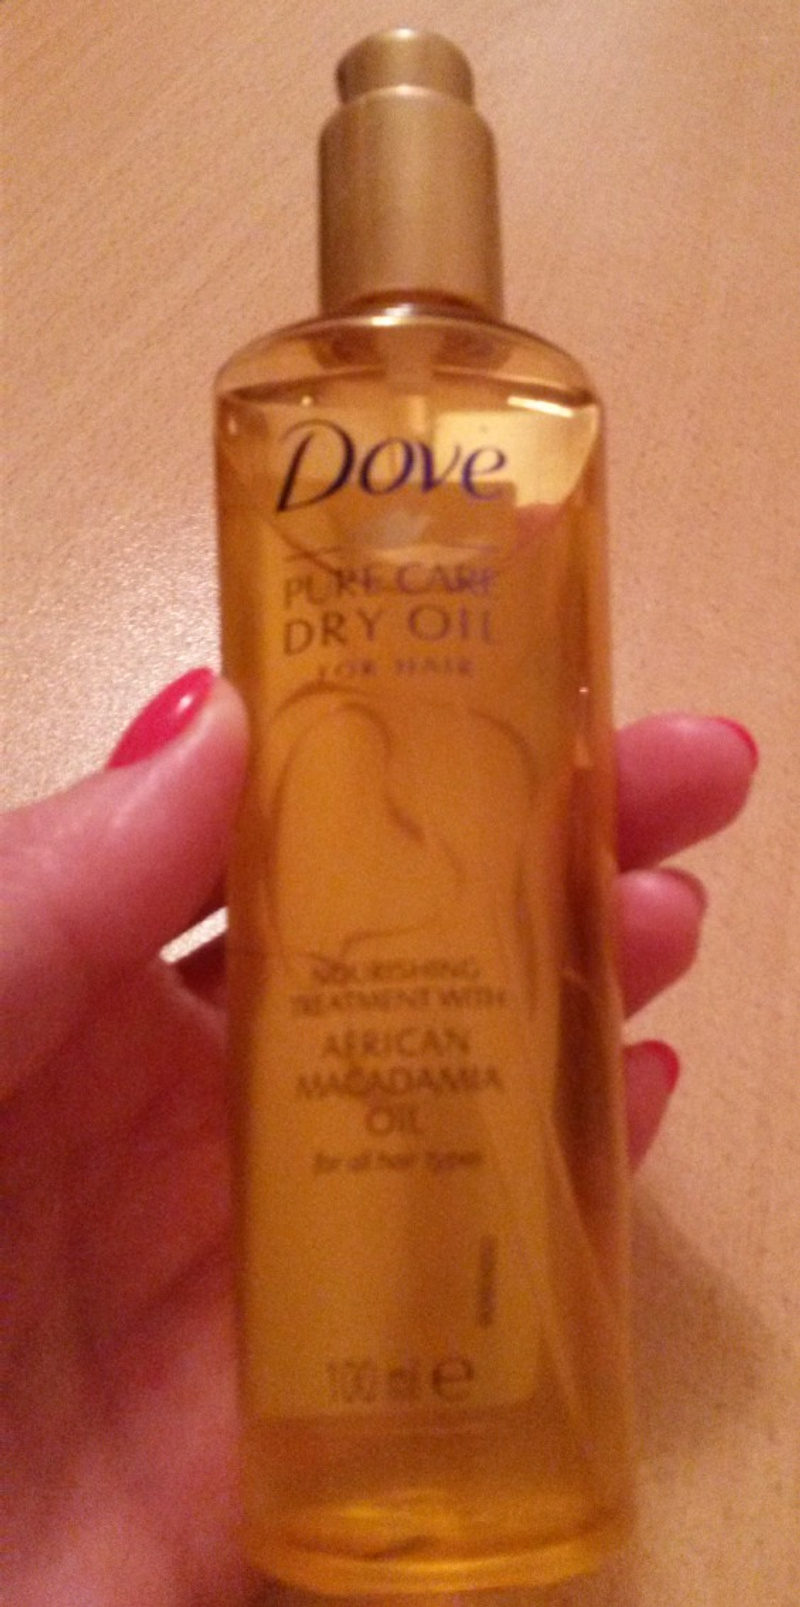 Dove
PURE CARE
DRY OIL
FOR HAIR
NOURISHING
TREATMENT WITH
AFRICAN
MACADAMIA
OIL
for all hair types
100 ml e